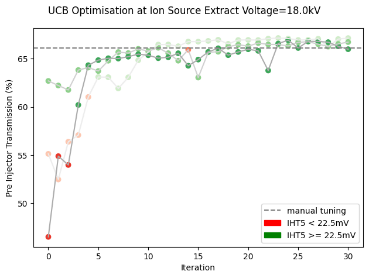 UCB Optimisation at Ion Source Extract Voltage=18.0kV
Pre Injector Transmission (%)
65
60
55
50
manual tuning
IHT5 < 22.5mV
IHT5 >= 22.5mV
0 5 10 15 20 25 30
Iteration